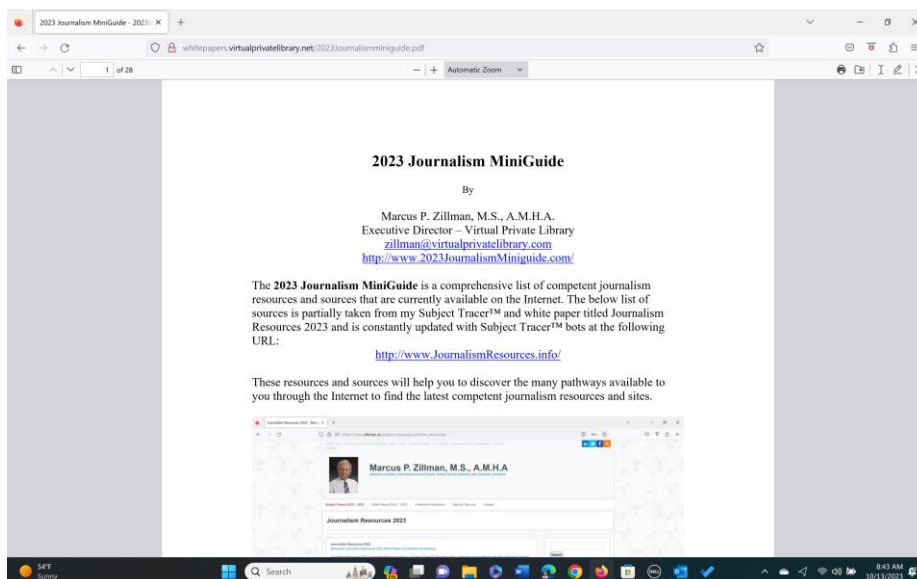 2023 Journalism MiniGuide - 2023J
whitepapers.virtualprivatelibrary.net/2023Journalismminiguide.pdf
1 of 28
Automatic Zoom
2023 Journalism MiniGuide
By
Marcus P. Zillman, M.S., A.M.H.A.
Executive Director – Virtual Private Library
zillman@virtualprivatelibrary.com
http://www.2023JournalismMiniguide.com/
The 2023 Journalism MiniGuide is a comprehensive list of competent journalism
resources and sources that are currently available on the Internet. The below list of
sources is partially taken from my Subject Tracer™ and white paper titled Journalism
Resources 2023 and is constantly updated with Subject Tracer™ bots at the following
URL:
http://www.JournalismResources.info/
These resources and sources will help you to discover the many pathways available to
you through the Internet to find the latest competent journalism resources and sites.
Marcus P. Zillman, M.S., A.M.H.A
Journalism Resources 2023
Journalism Resources 2023
54°F
Sunny
Search
DELL
8:43 AM
10/13/2023